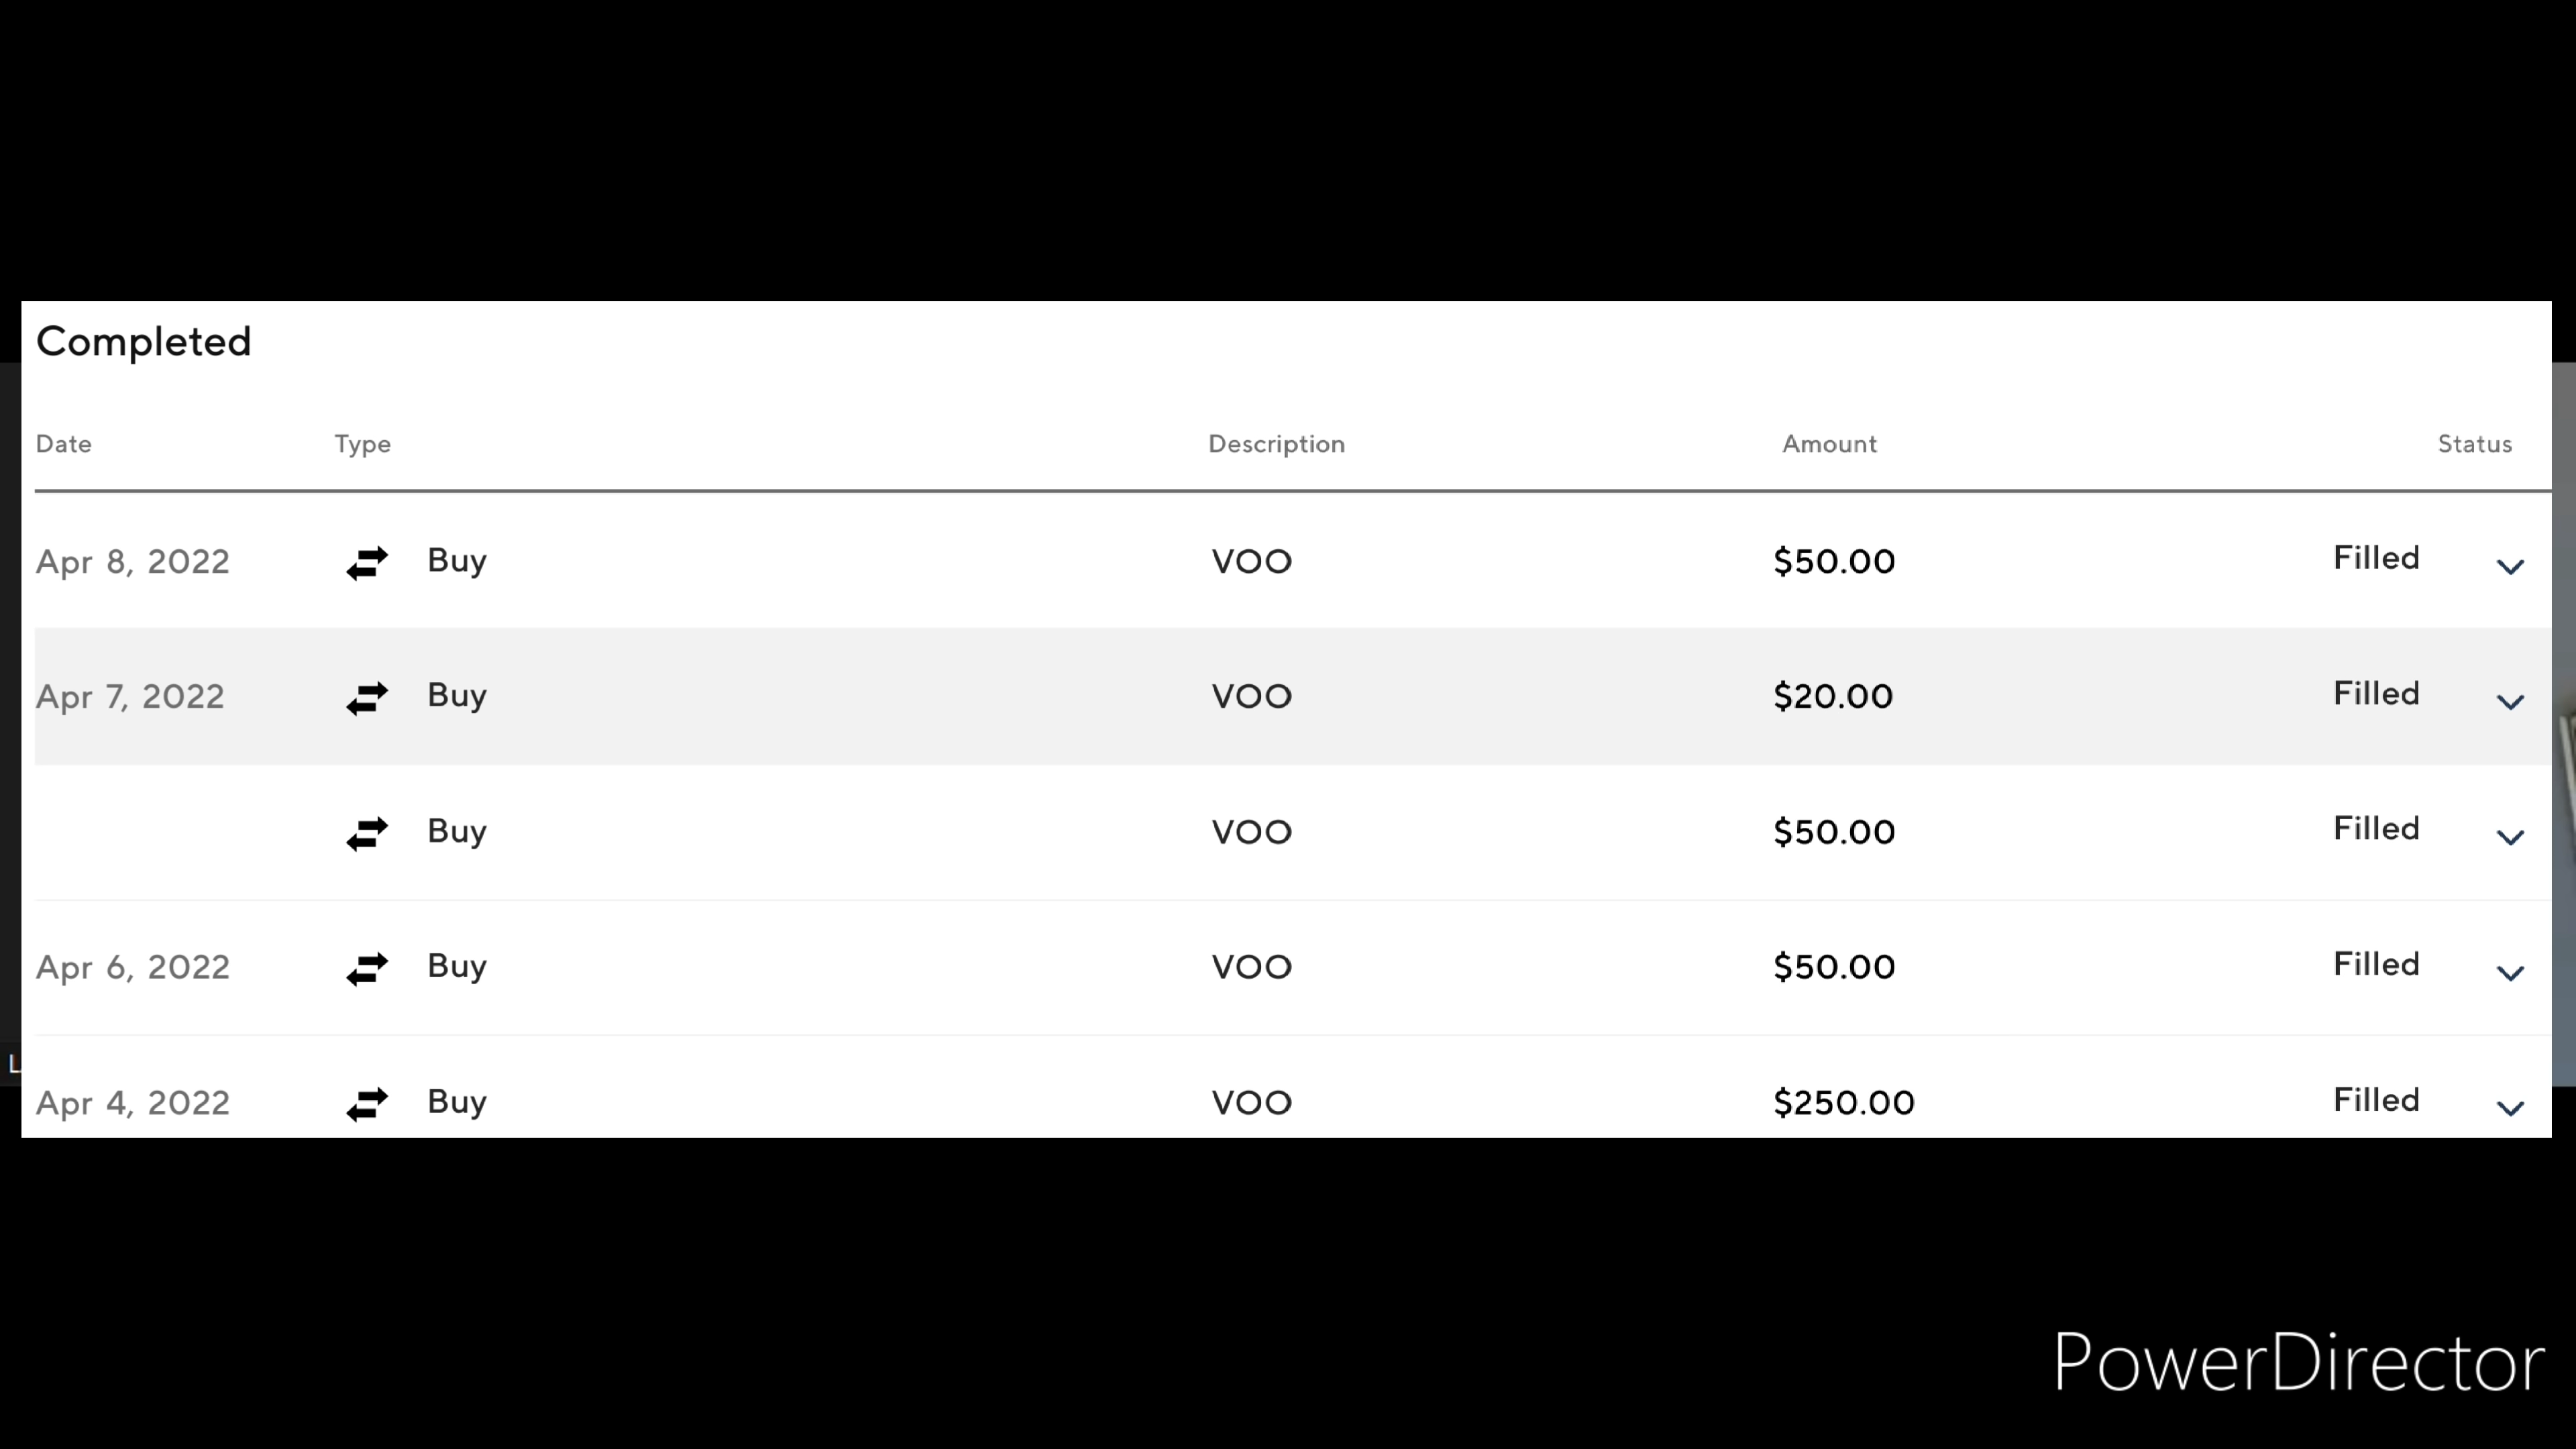 Completed
Date Type Description Amount Status
Apr 8, 2022 Buy VOO $50.00 Filled
Apr 7, 2022 Buy VOO $20.00 Filled
Buy VOO $50.00 Filled
Apr 6, 2022 Buy VOO $50.00 Filled
Apr 4, 2022 Buy VOO $250.00 Filled
PowerDirector